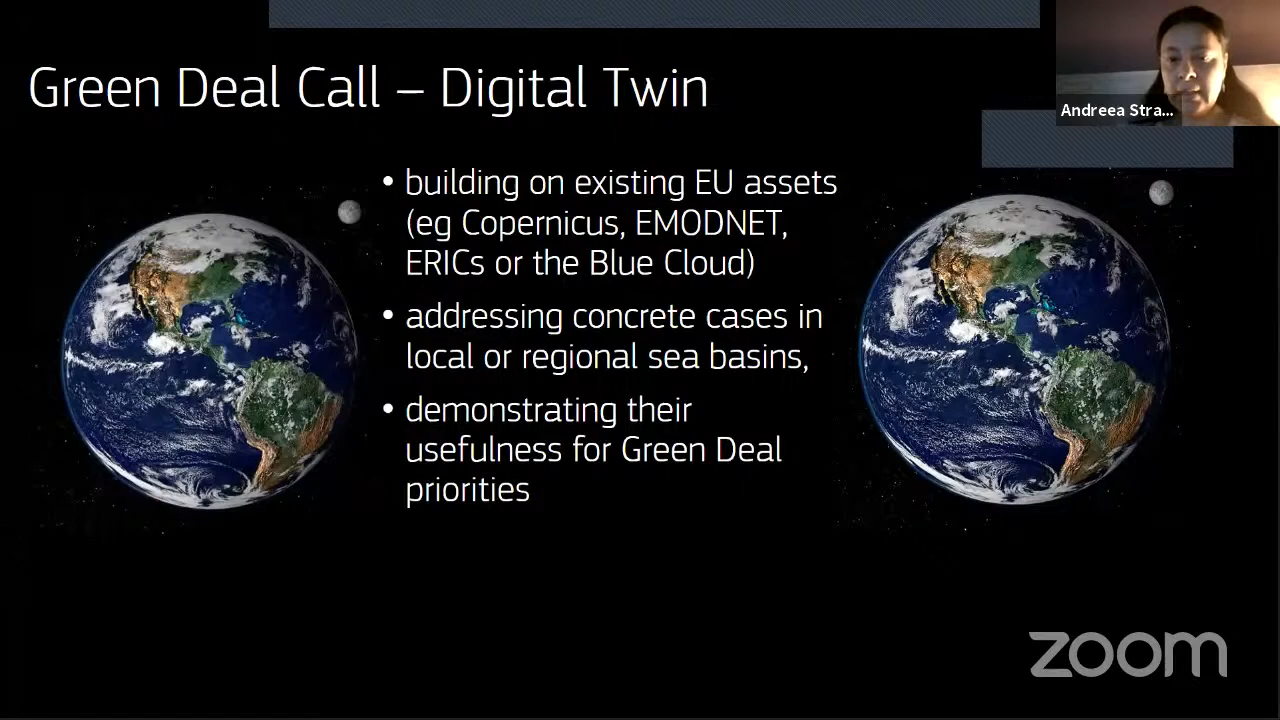 Green Deal Call – Digital Twin
Andreea Stra...
• building on existing EU assets
(eg Copernicus, EMODNET,
ERICs or the Blue Cloud)
• addressing concrete cases in
local or regional sea basins,
• demonstrating their
usefulness for Green Deal
priorities
zoom